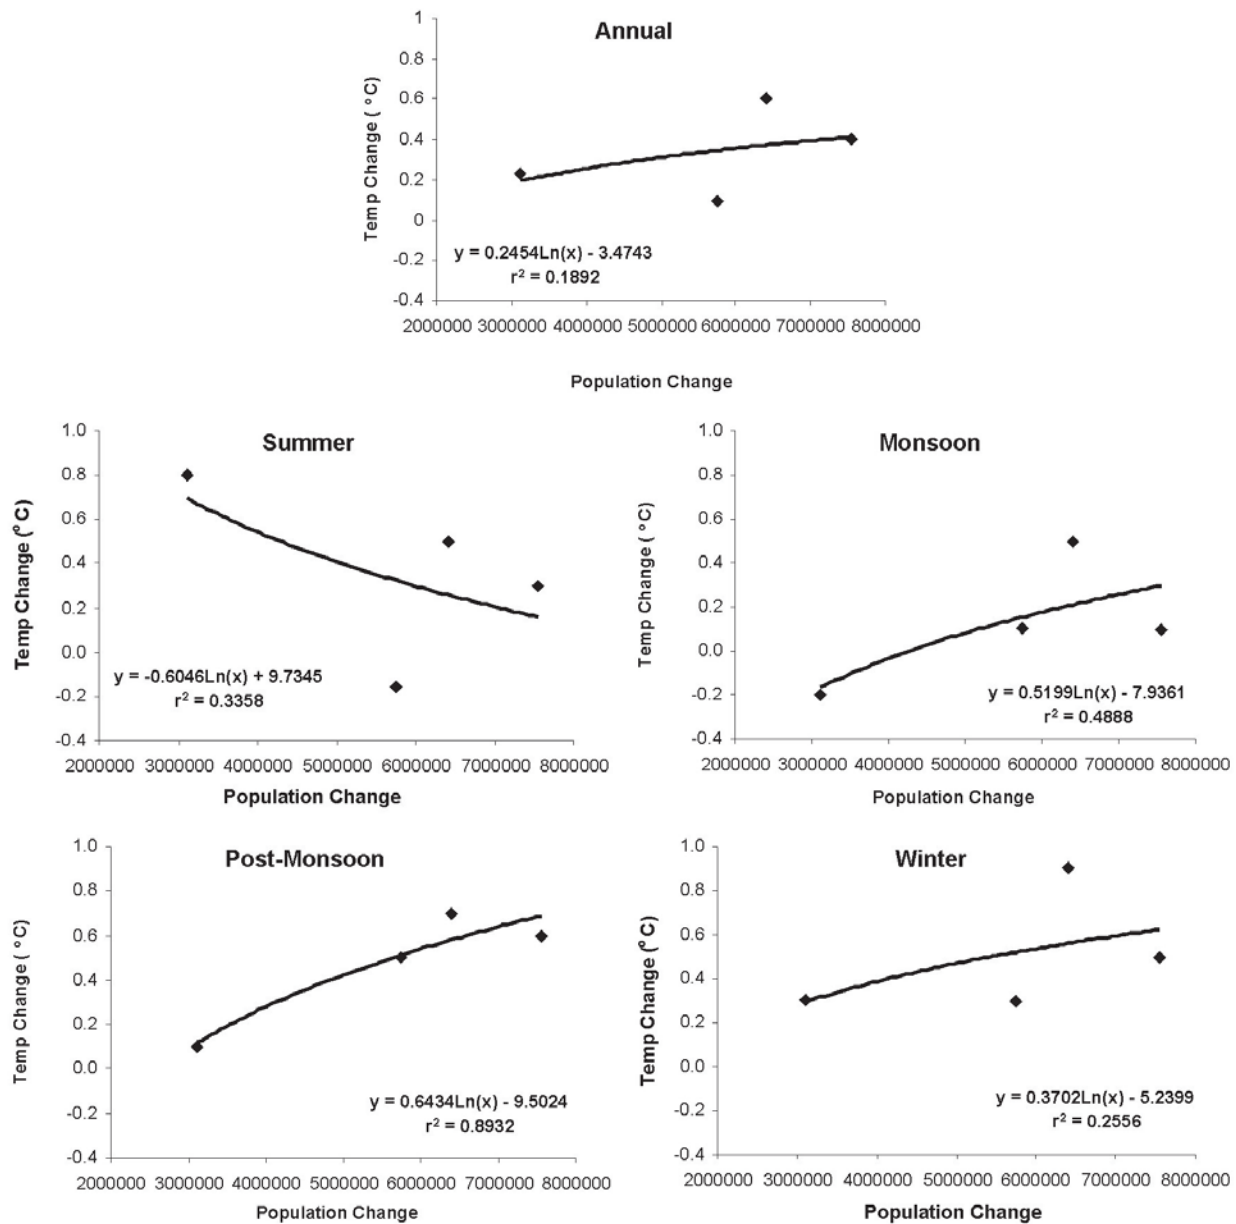 Annual
Temp Change ( °C)
1
0.8
0.6
0.4
0.2
0
-0.2
-0.4
y = 0.2454Ln(x) - 3.4743
r² = 0.1892
2000000 3000000 4000000 5000000 6000000 7000000 8000000
Population Change
Summer
Temp Change (°C)
1.0
0.8
0.6
0.4
0.2
0.0
-0.2
-0.4
y = -0.6046Ln(x) + 9.7345
r² = 0.3358
2000000 3000000 4000000 5000000 6000000 7000000 8000000
Population Change
Monsoon
Temp Change ( °C)
1.0
0.8
0.6
0.4
0.2
0.0
-0.2
-0.4
y = 0.5199Ln(x) - 7.9361
r² = 0.4888
2000000 3000000 4000000 5000000 6000000 7000000 8000000
Population Change
Post-Monsoon
Temp Change ( °C)
1.0
0.8
0.6
0.4
0.2
0.0
-0.2
-0.4
y = 0.6434Ln(x) - 9.5024
r² = 0.8932
2000000 3000000 4000000 5000000 6000000 7000000 8000000
Population Change
Winter
Temp Change (°C)
1.0
0.8
0.6
0.4
0.2
0.0
-0.2
-0.4
y = 0.3702Ln(x) - 5.2399
r² = 0.2556
2000000 3000000 4000000 5000000 6000000 7000000 8000000
Population Change